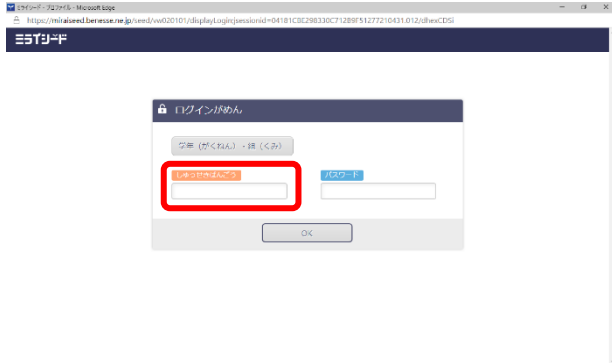 ミライシード - プロファイル - Microsoft Edge
https://miraiseed.benesse.ne.jp/seed/vw020101/displayLogin;jsessionid=04181CBE298330C712B9F51277210431.012/dhexCDSi
ミライシード
ログインがめん
学年（がくねん）・組（くみ）
しゅっせきばんごう パスワード
OK